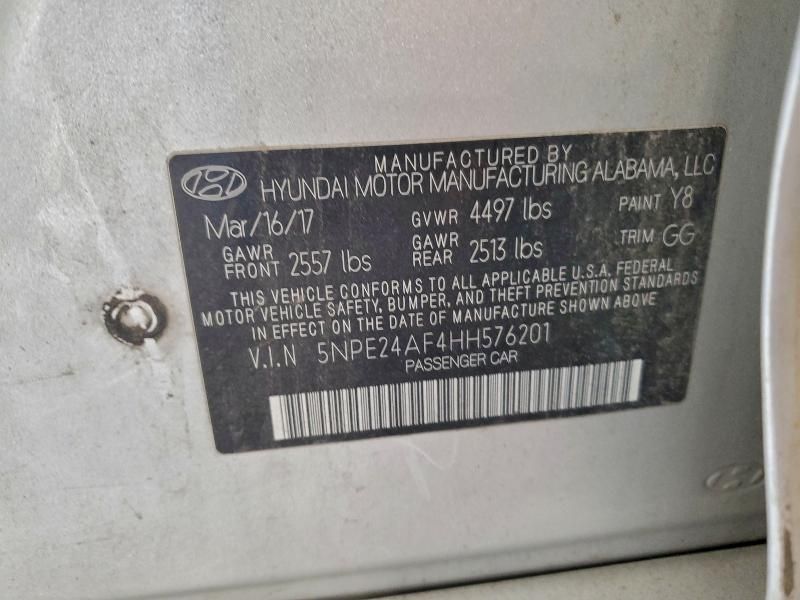 MANUFACTURED BY
HYUNDAI MOTOR MANUFACTURING ALABAMA, LLC
Mar/16/17 GVWR 4497 lbs PAINT Y8
GAWR FRONT 2557 lbs GAWR REAR 2513 lbs TRIM GG
THIS VEHICLE CONFORMS TO ALL APPLICABLE U.S.A. FEDERAL
MOTOR VEHICLE SAFETY, BUMPER, AND THEFT PREVENTION STANDARDS
IN EFFECT ON THE DATE OF MANUFACTURE SHOWN ABOVE
V.I.N 5NPE24AF4HH576201
PASSENGER CAR